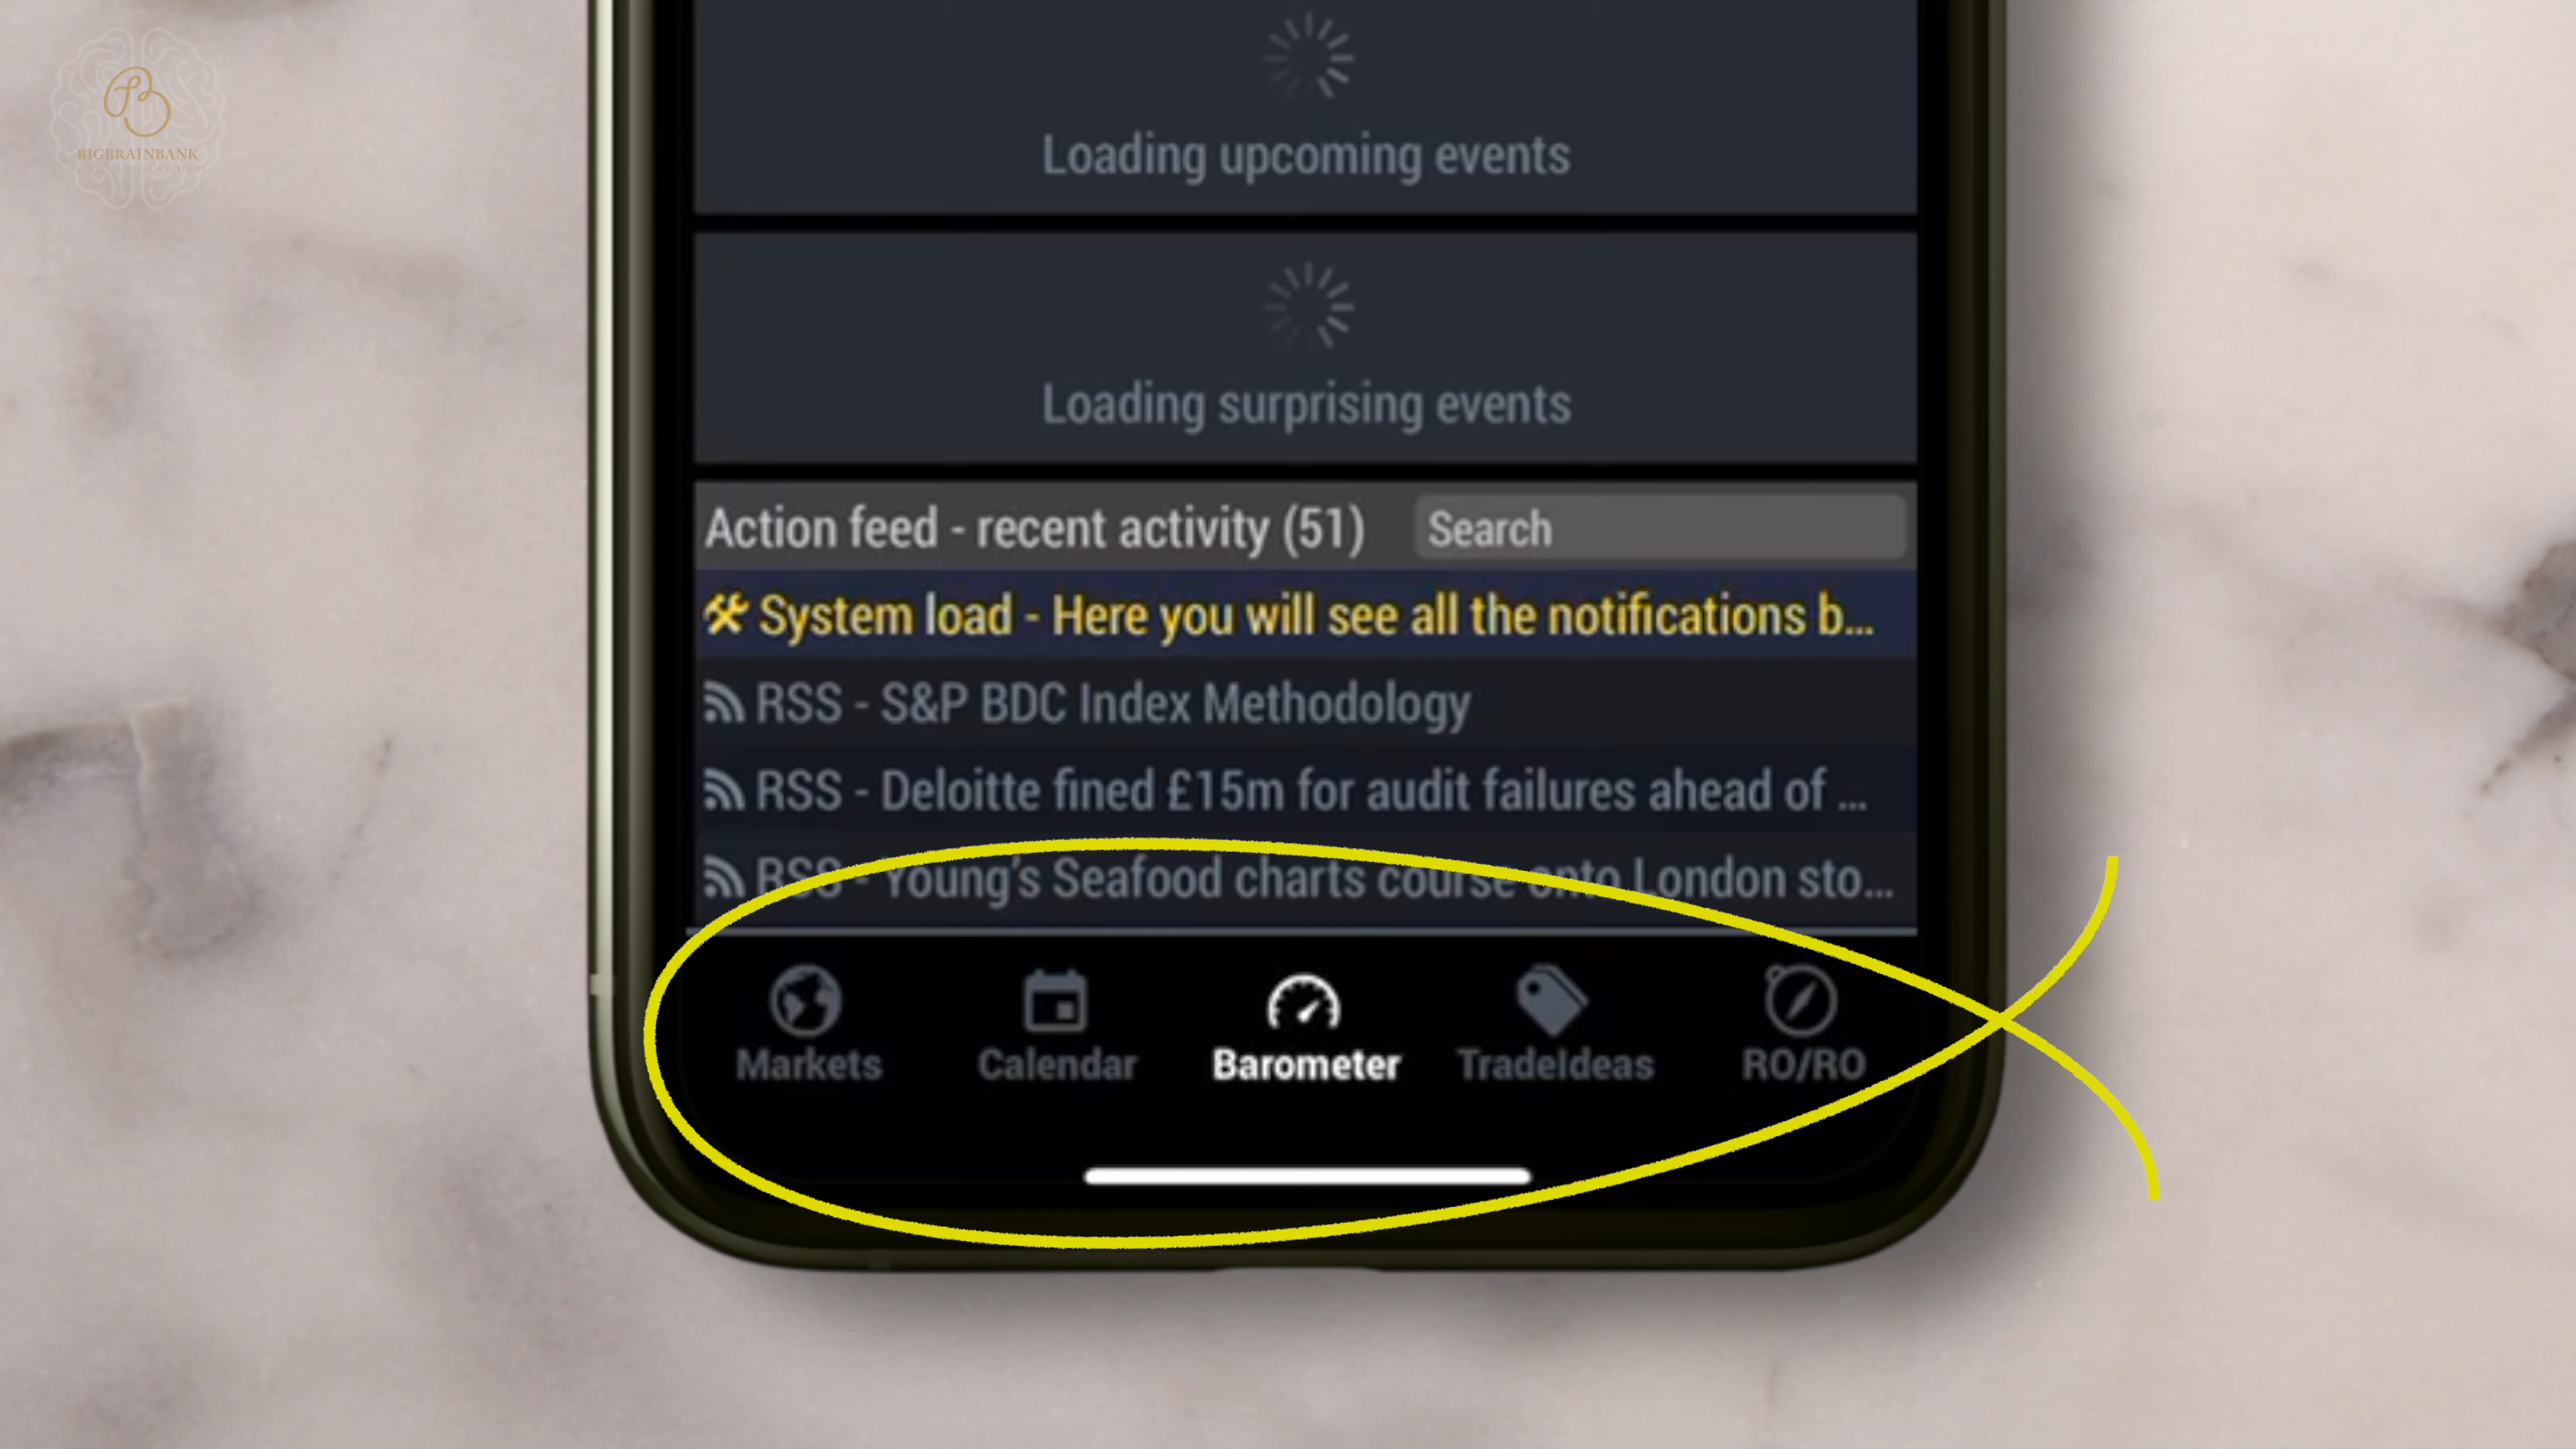 BIGBRAINBANK
Loading upcoming events
Loading surprising events
Action feed - recent activity (51)
Search
System load - Here you will see all the notifications b...
RSS - S&P BDC Index Methodology
RSS - Deloitte fined £15m for audit failures ahead of ...
RSS - Young's Seafood charts course onto London sto...
Markets
Calendar
Barometer
TradeIdeas
RO/RO